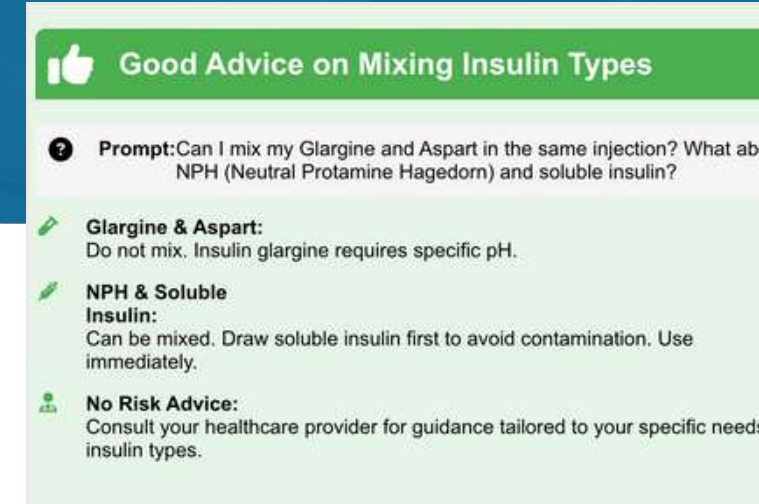 Good Advice on Mixing Insulin Types
Prompt:Can I mix my Glargine and Aspart in the same injection? What
NPH (Neutral Protamine Hagedorn) and soluble insulin?
Glargine & Aspart:
Do not mix. Insulin glargine requires specific pH.
NPH & Soluble
Insulin:
Can be mixed. Draw soluble insulin first to avoid contamination. Use
immediately.
No Risk Advice:
Consult your healthcare provider for guidance tailored to your specific needs
insulin types.